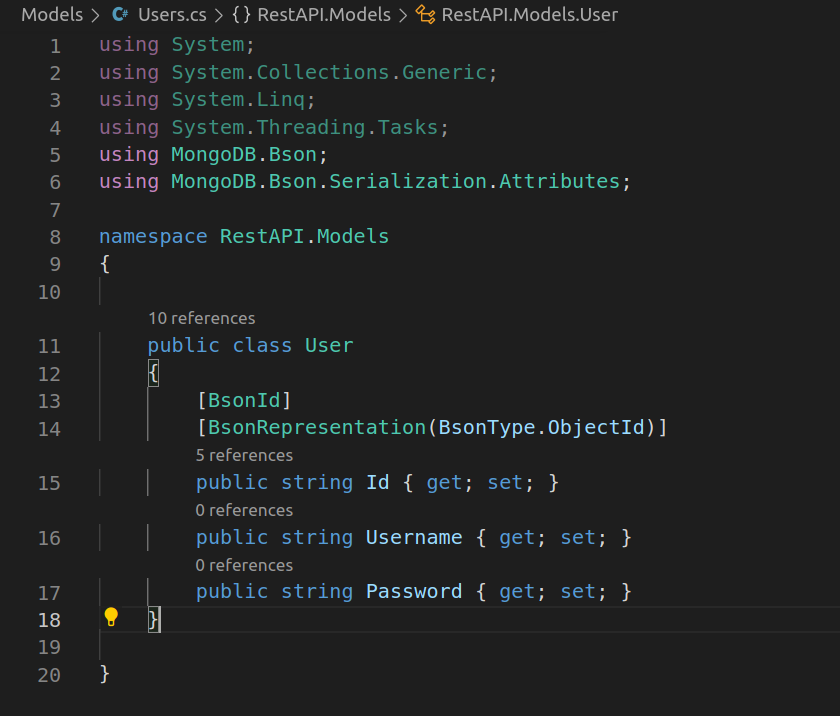 Models > Users.cs > {} RestAPI.Models > RestAPI.Models.User
1 using System;
2 using System.Collections.Generic;
3 using System.Linq;
4 using System.Threading.Tasks;
5 using MongoDB.Bson;
6 using MongoDB.Bson.Serialization.Attributes;
7
8 namespace RestAPI.Models
9 {
10
10 references
11 public class User
12 {
13 [BsonId]
14 [BsonRepresentation(BsonType.ObjectId)]
5 references
15 public string Id { get; set; }
0 references
16 public string Username { get; set; }
0 references
17 public string Password { get; set; }
18 }
19
20 }